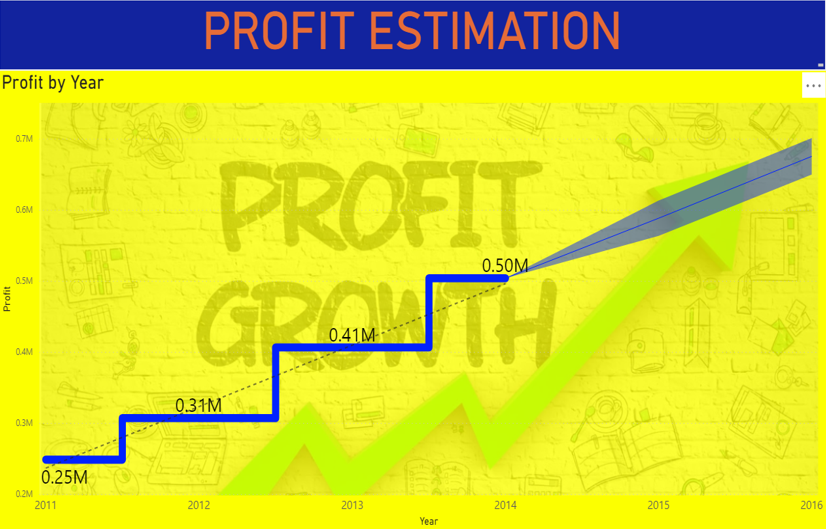 PROFIT ESTIMATION
Profit by Year
...
0.7M
0.6M
0.5M
0.4M
0.3M
0.2M
Profit
PROFIT
GROWTH
0.25M
0.31M
0.41M
0.50M
2011 2012 2013 2014 2015 2016
Year